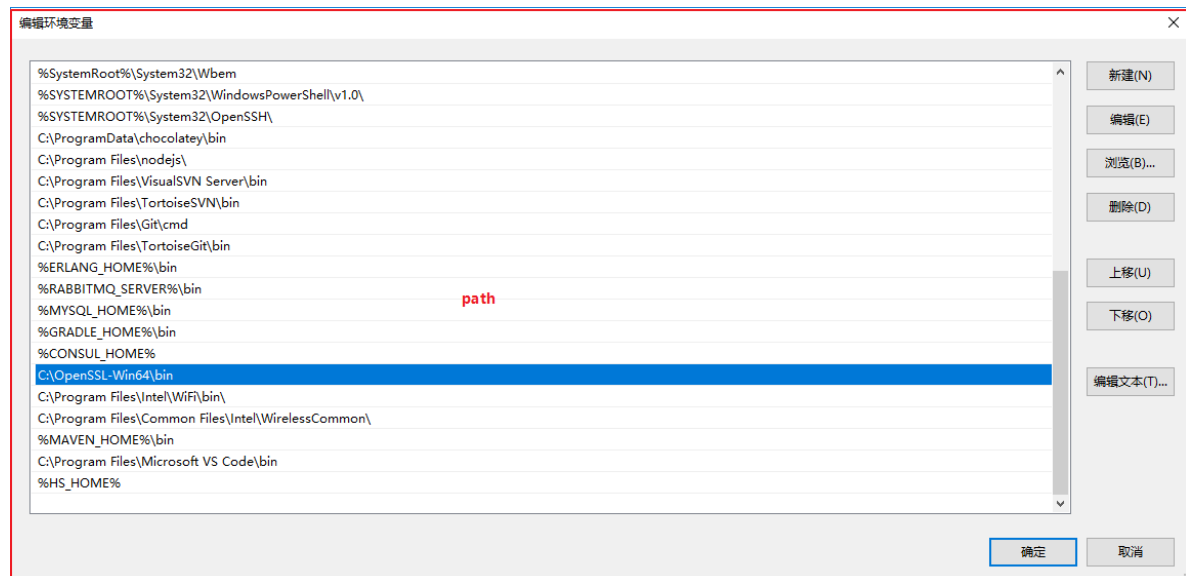 编辑环境变量
%SystemRoot%\System32\Wbem
%SYSTEMROOT%\System32\WindowsPowerShell\v1.0\
%SYSTEMROOT%\System32\OpenSSH\
C:\ProgramData\chocolatey\bin
C:\Program Files\nodejs\
C:\Program Files\VisualSVN Server\bin
C:\Program Files\TortoiseSVN\bin
C:\Program Files\Git\cmd
C:\Program Files\TortoiseGit\bin
%ERLANG_HOME%\bin
%RABBITMQ_SERVER%\bin
path
%MYSQL_HOME%\bin
%GRADLE_HOME%\bin
%CONSUL_HOME%
C:\OpenSSL-Win64\bin
C:\Program Files\Intel\WiFi\bin\
C:\Program Files\Common Files\Intel\WirelessCommon\
%MAVEN_HOME%\bin
C:\Program Files\Microsoft VS Code\bin
%HS_HOME%
新建(N)
编辑(E)
浏览(B)...
删除(D)
上移(U)
下移(O)
编辑文本(T)...
确定
取消